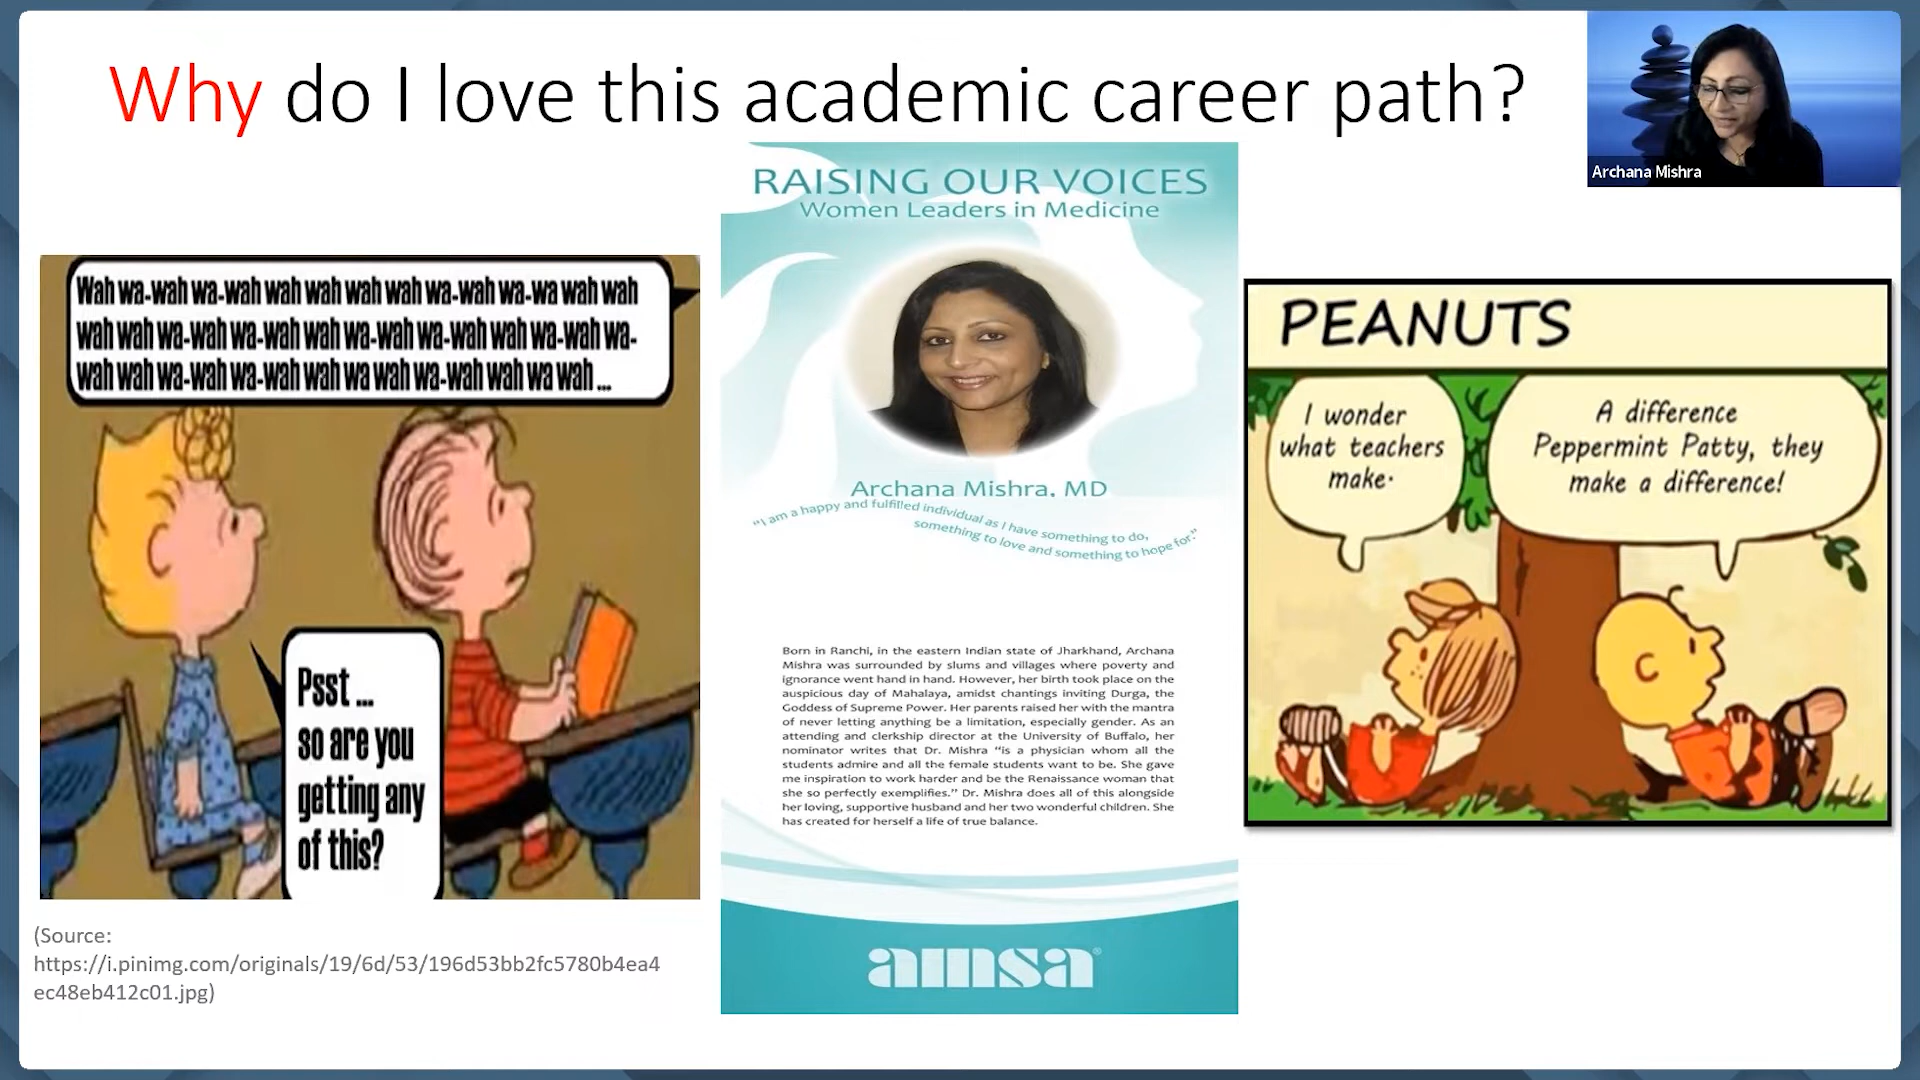 Why do I love this academic career path?
Archana Mishra
Wah wa-wah wa-wah wah wah wah wah wa-wah wa-wa wah wah
wah wah wa-wah wa-wah wah wa-wah wa-wah wah wa-wah wa-
wah wah wa-wah wa-wah wah wa wah wa-wah wah wa wah ...
Psst ...
so are you
getting any
of this?
(Source:
https://i.pinimg.com/originals/19/6d/53/196d53bb2fc5780b4ea4
ec48eb412c01.jpg)
RAISING OUR VOICES
Women Leaders in Medicine
Archana Mishra, MD
"I am a happy and fulfilled individual as I have something to do,
something to love and something to hope for."
Born in Ranchi, in the eastern Indian state of Jharkhand, Archana
Mishra was surrounded by slums and villages where poverty and
ignorance went hand in hand. However, her birth took place on the
auspicious day of Mahalaya, amidst chantings inviting Durga, the
Goddess of Supreme Power. Her parents raised her with the mantra
of never letting anything be a limitation, especially gender. As an
attending and clerkship director at the University of Buffalo, her
nominator writes that Dr. Mishra "is a physician whom all the
students admire and all the female students want to be. She gave
me inspiration to work harder and be the Renaissance woman that
she so perfectly exemplifies." Dr. Mishra does all of this alongside
her loving, supportive husband and her two wonderful children. She
has created for herself a life of true balance.
amsa®
PEANUTS
I wonder
what teachers
make.
A difference
Peppermint Patty, they
make a difference!